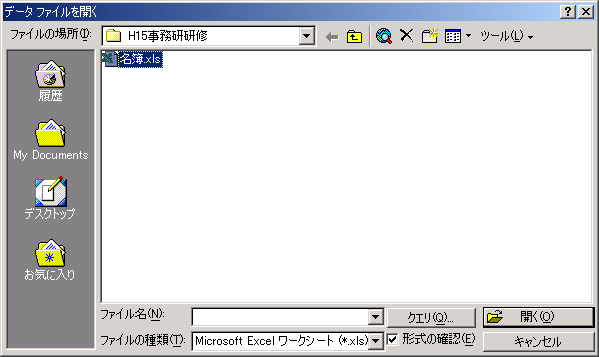 データ ファイルを開く
ファイルの場所(I): H15事務研研修 ツール(L)
名簿.xls
履歴
My Documents
デスクトップ
お気に入り
ファイル名(N): クエリ(Q)... 開く(O)
ファイルの種類(T): Microsoft Excel ワークシート (*.xls) 形式の確認(E) キャンセル